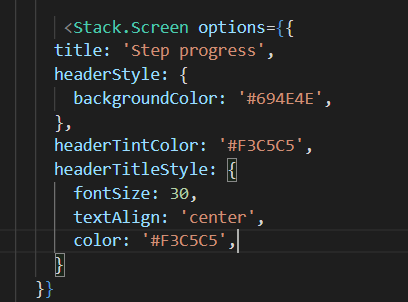 <Stack.Screen options={{
title: 'Step progress',
headerStyle: {
backgroundColor: '#694E4E',
},
headerTintColor: '#F3C5C5',
headerTitleStyle: {
fontSize: 30,
textAlign: 'center',
color: '#F3C5C5',
}
}}